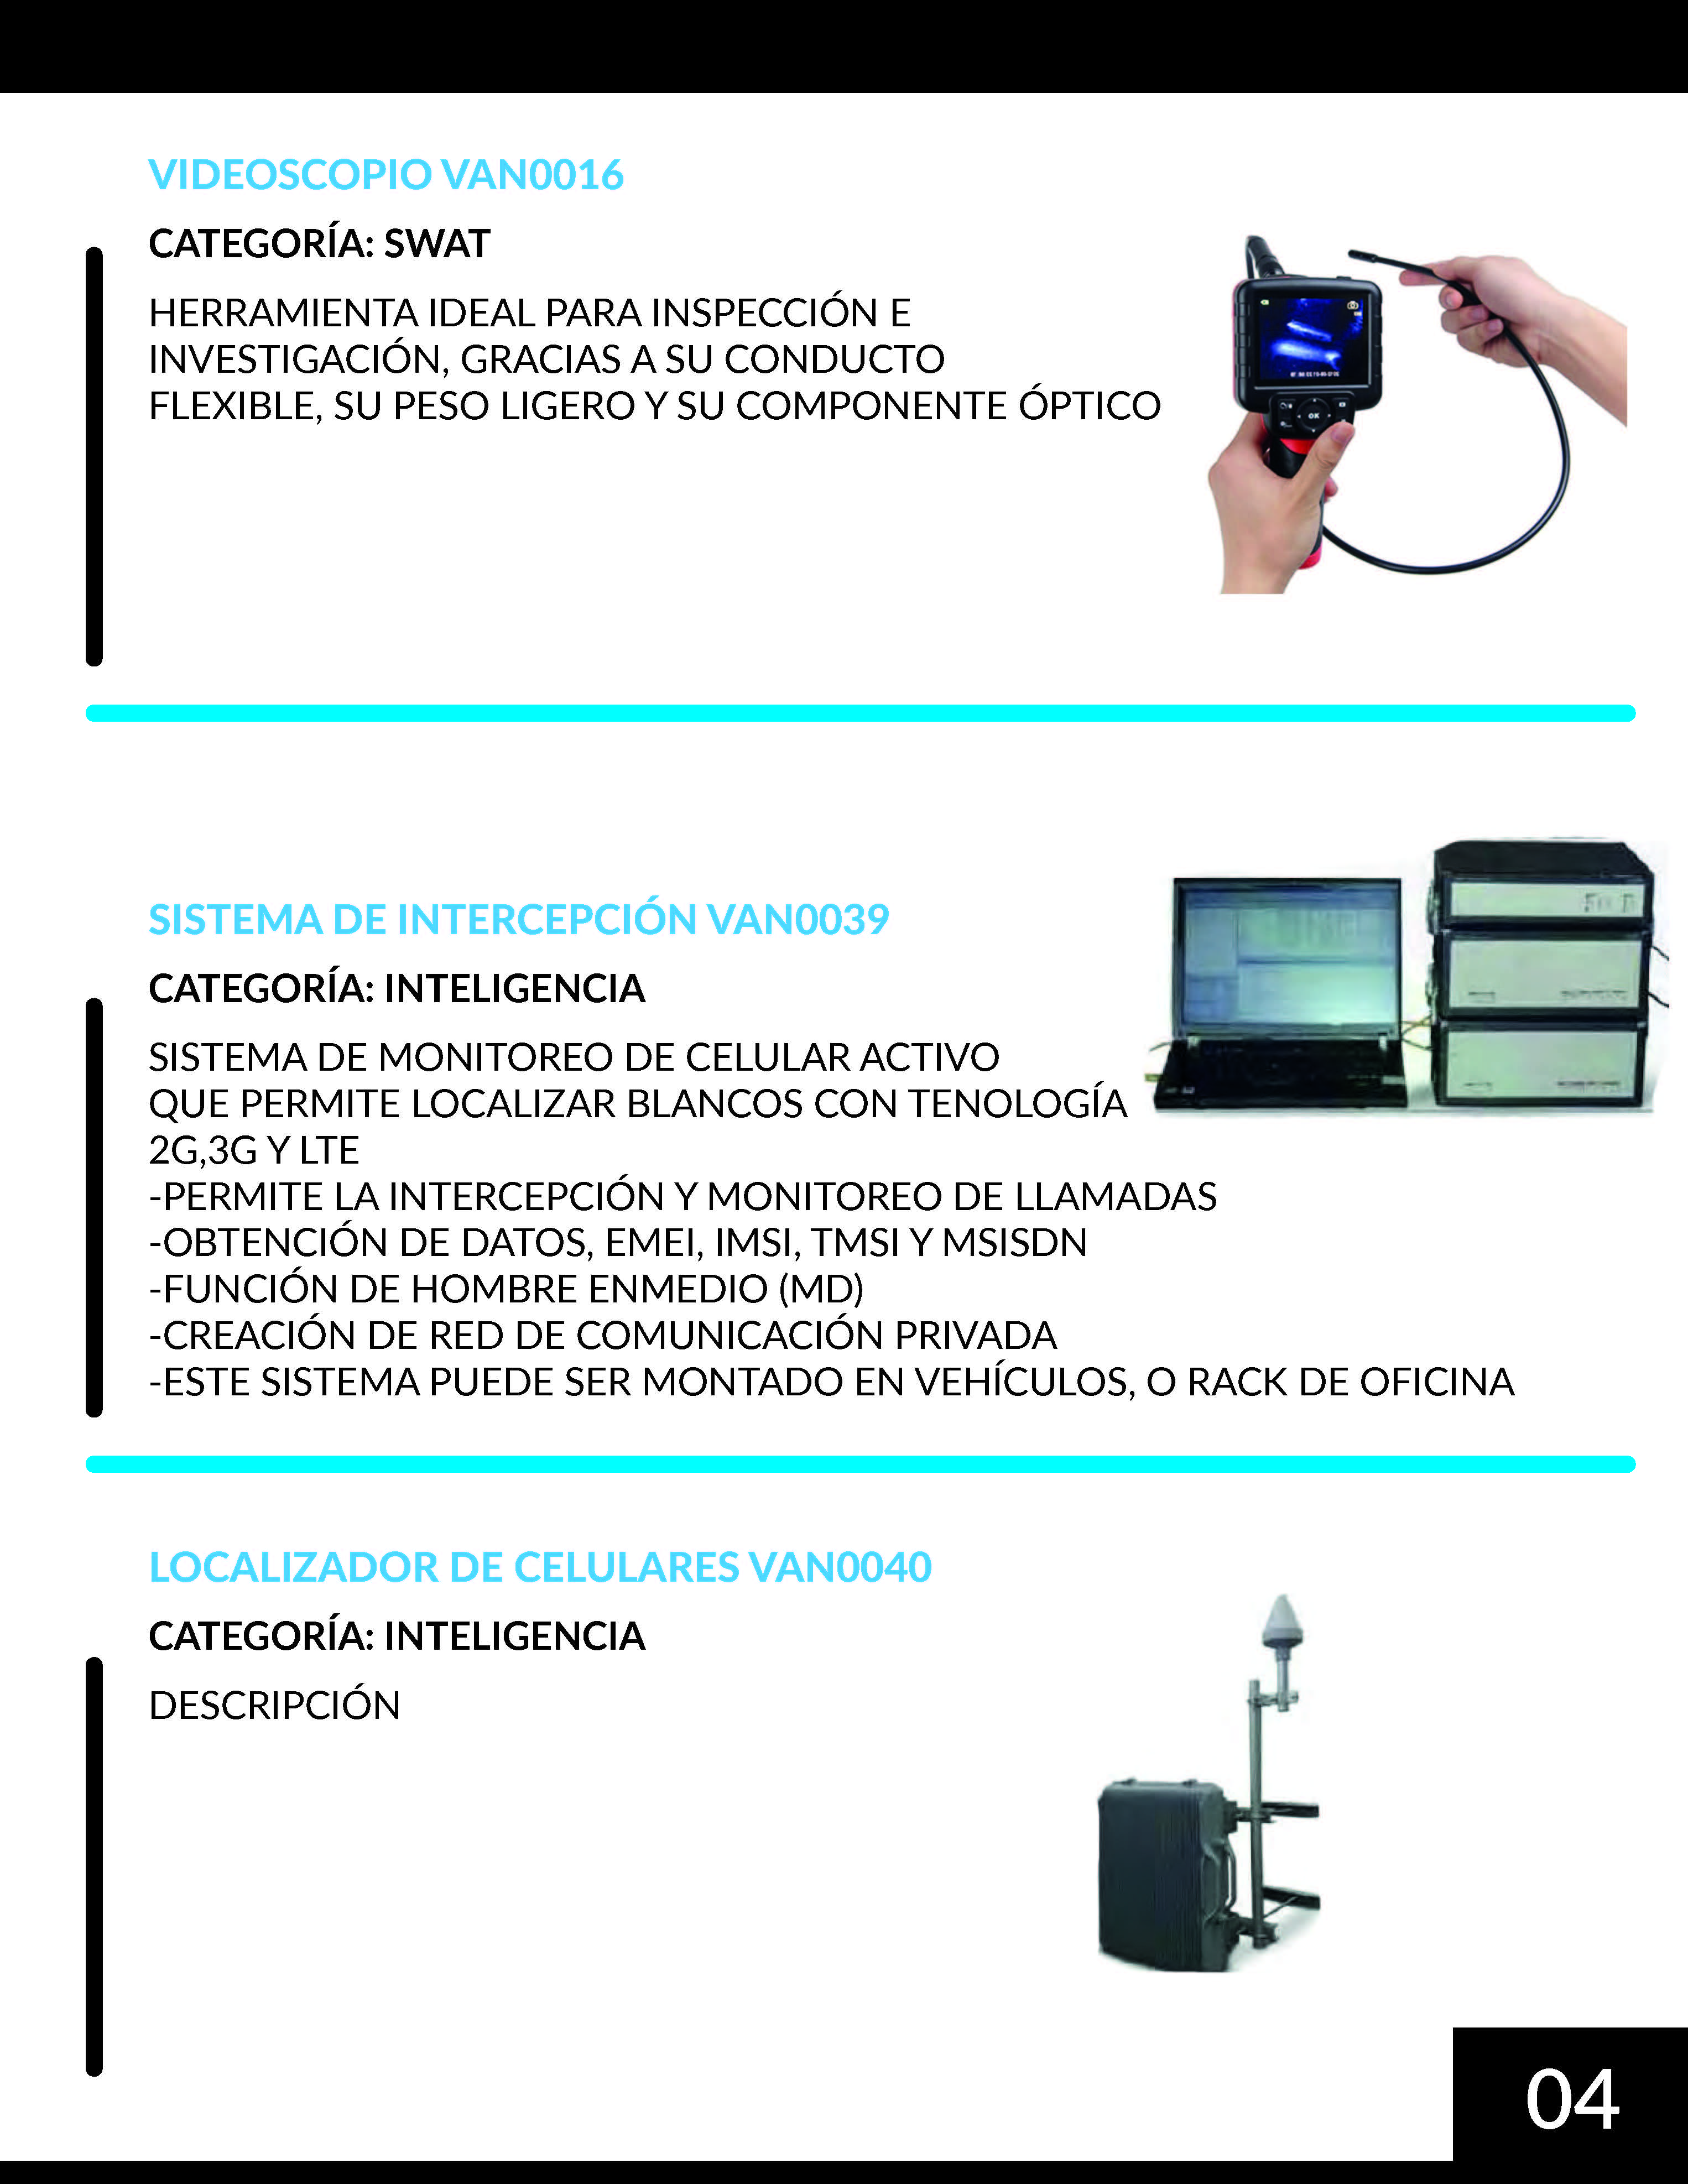 VIDEOSCOPIO VAN0016
CATEGORÍA: SWAT
HERRAMIENTA IDEAL PARA INSPECCIÓN E
INVESTIGACIÓN, GRACIAS A SU CONDUCTO
FLEXIBLE, SU PESO LIGERO Y SU COMPONENTE ÓPTICO
OK
SISTEMA DE INTERCEPCIÓN VAN0039
CATEGORÍA: INTELIGENCIA
SISTEMA DE MONITOREO DE CELULAR ACTIVO
QUE PERMITE LOCALIZAR BLANCOS CON TENOLOGÍA
2G,3G Y LTE
-PERMITE LA INTERCEPCIÓN Y MONITOREO DE LLAMADAS
-OBTENCIÓN DE DATOS, EMEI, IMSI, TMSI Y MSISDN
-FUNCIÓN DE HOMBRE ENMEDIO (MD)
-CREACIÓN DE RED DE COMUNICACIÓN PRIVADA
-ESTE SISTEMA PUEDE SER MONTADO EN VEHÍCULOS, O RACK DE OFICINA
LOCALIZADOR DE CELULARES VAN0040
CATEGORÍA: INTELIGENCIA
DESCRIPCIÓN
04